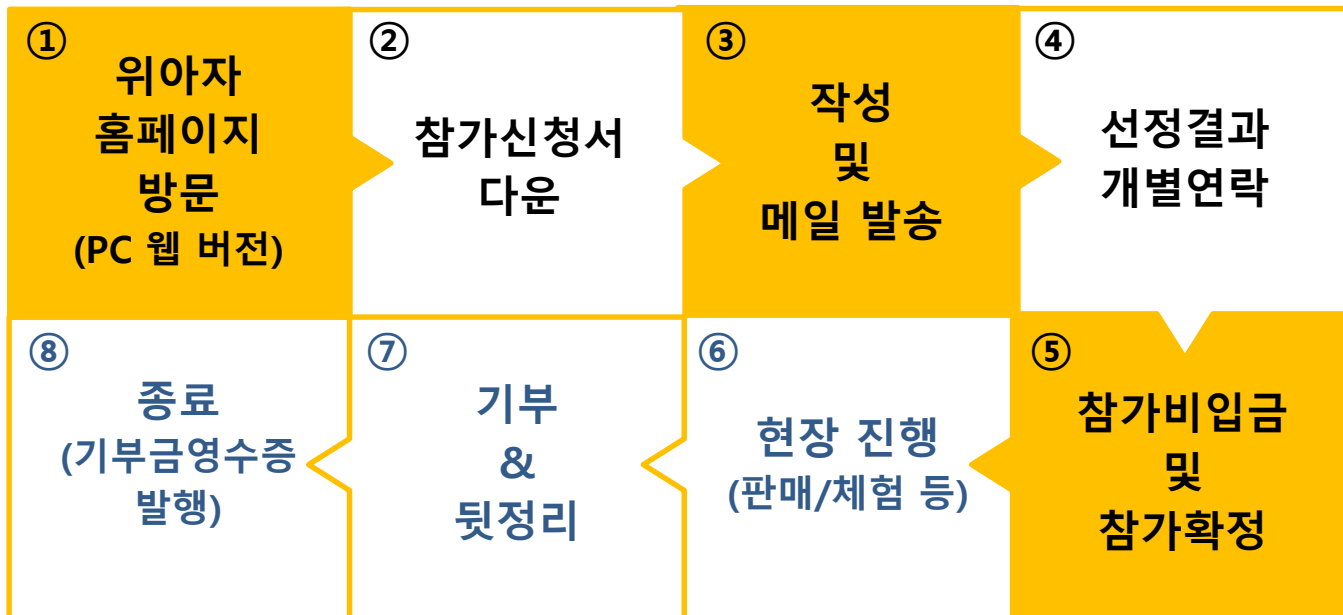 ①
위아자
홈페이지
방문
(PC 웹 버전)
②
참가신청서
다운
③
작성
및
메일 발송
④
선정결과
개별연락
⑤
참가비입금
및
참가확정
⑥
현장 진행
(판매/체험 등)
⑦
기부
&
뒷정리
⑧
종료
(기부금영수증
발행)